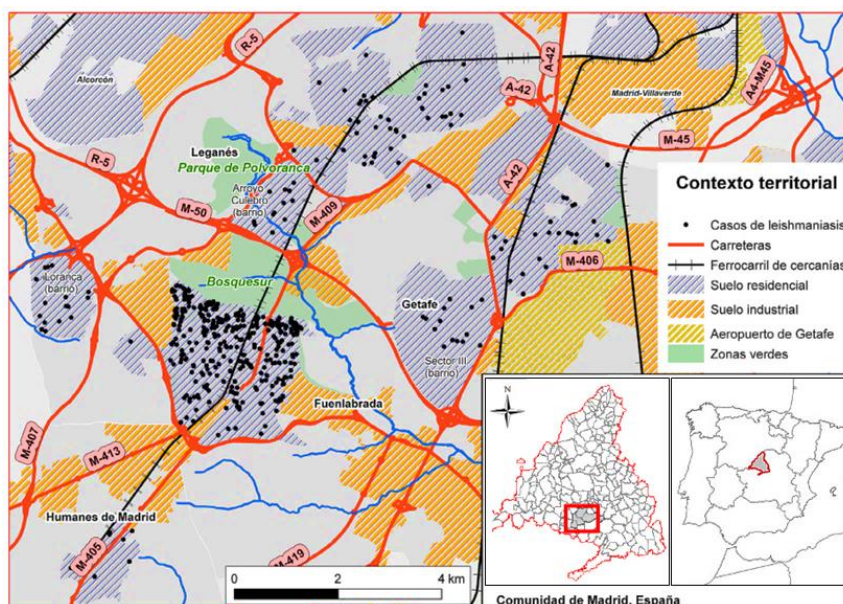 R-5
Alcorcón
A-42
A-42
Madrid-Villaverde
A4-M45
Leganés
Parque de Polvoranca
R-5
Arroyo
Culebro
(barrio)
M-50
M-409
A-42
M-45
Loranca
(barrio)
Bosquesur
Getafe
M-406
Sector III
(barrio)
Fuenlabrada
M-407
M-413
Humanes de Madrid
M-405
M-419
Contexto territorial
Casos de leishmaniasis
Carreteras
Ferrocarril de cercanías
Suelo residencial
Suelo industrial
Aeropuerto de Getafe
Zonas verdes
N
0 2 4 km
Comunidad de Madrid, España